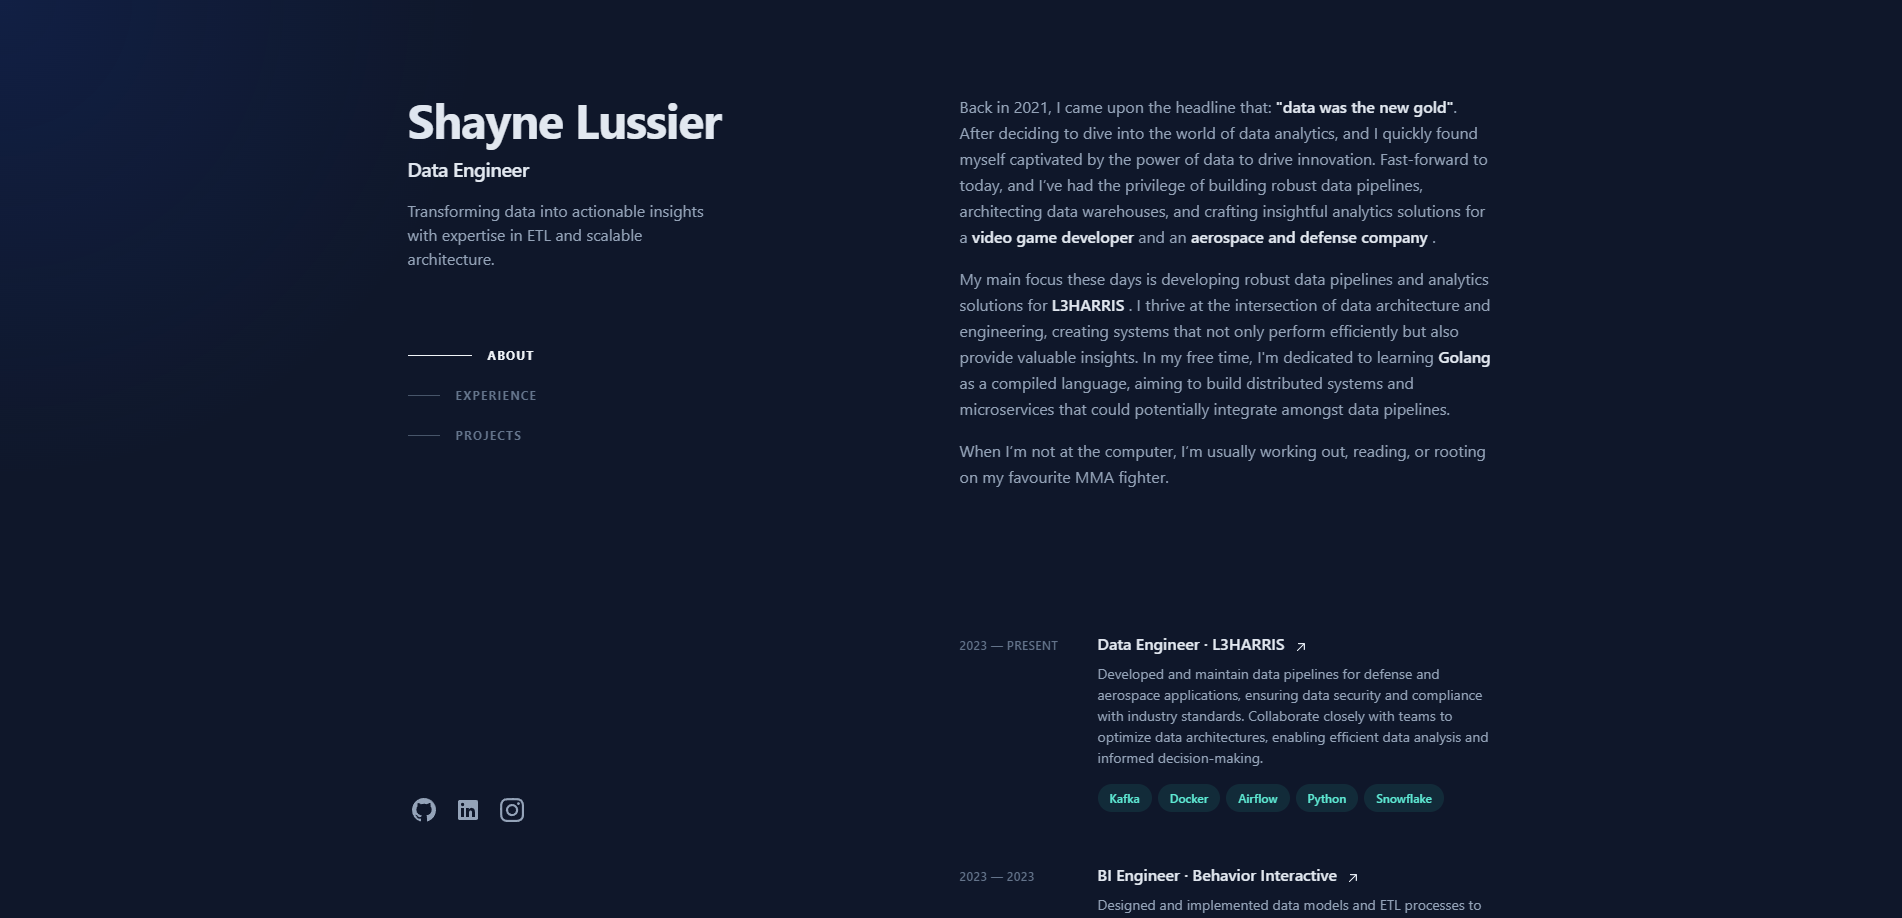 Shayne Lussier
Data Engineer
Transforming data into actionable insights
with expertise in ETL and scalable
architecture.
ABOUT
EXPERIENCE
PROJECTS
Back in 2021, I came upon the headline that: "data was the new gold".
After deciding to dive into the world of data analytics, and I quickly found
myself captivated by the power of data to drive innovation. Fast-forward to
today, and I've had the privilege of building robust data pipelines,
architecting data warehouses, and crafting insightful analytics solutions for
a video game developer and an aerospace and defense company .
My main focus these days is developing robust data pipelines and analytics
solutions for L3HARRIS . I thrive at the intersection of data architecture and
engineering, creating systems that not only perform efficiently but also
provide valuable insights. In my free time, I'm dedicated to learning Golang
as a compiled language, aiming to build distributed systems and
microservices that could potentially integrate amongst data pipelines.
When I'm not at the computer, I'm usually working out, reading, or rooting
on my favourite MMA fighter.
2023 — PRESENT
Data Engineer · L3HARRIS
Developed and maintain data pipelines for defense and
aerospace applications, ensuring data security and compliance
with industry standards. Collaborate closely with teams to
optimize data architectures, enabling efficient data analysis and
informed decision-making.
Kafka Docker Airflow Python Snowflake
2023 — 2023
BI Engineer · Behavior Interactive
Designed and implemented data models and ETL processes to